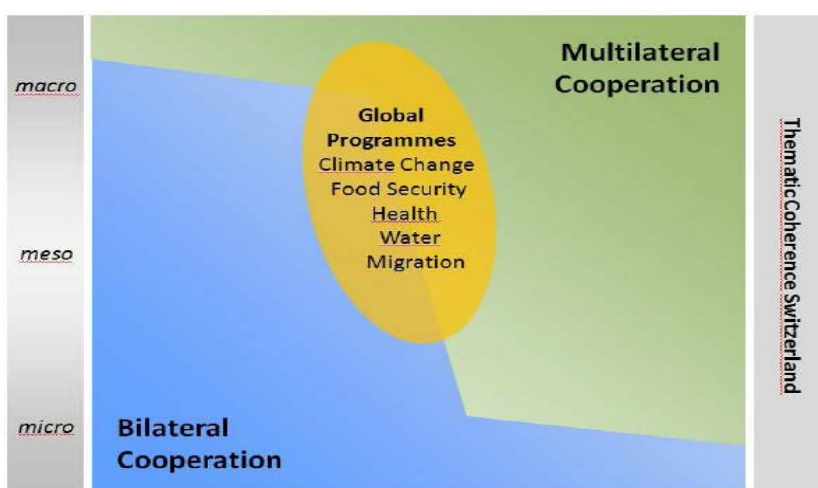 macro
meso
micro
Multilateral
Cooperation
Global
Programmes
Climate Change
Food Security
Health
Water
Migration
Bilateral
Cooperation
Thematic Coherence Switzerland